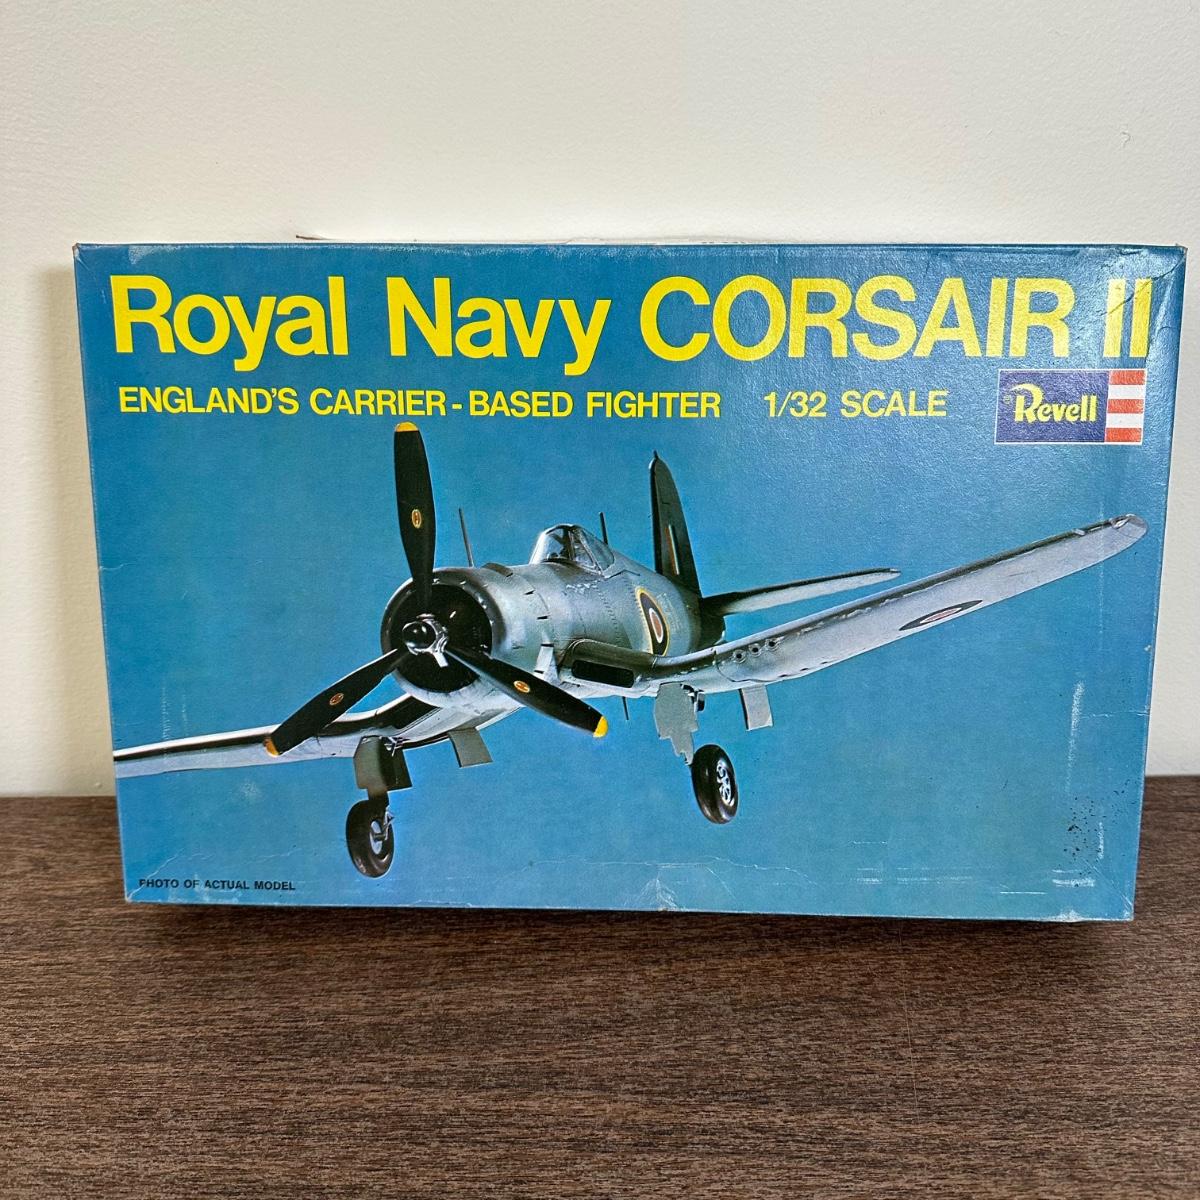 Royal Navy CORSAIR II
ENGLAND'S CARRIER-BASED FIGHTER 1/32 SCALE
Revell
PHOTO OF ACTUAL MODEL